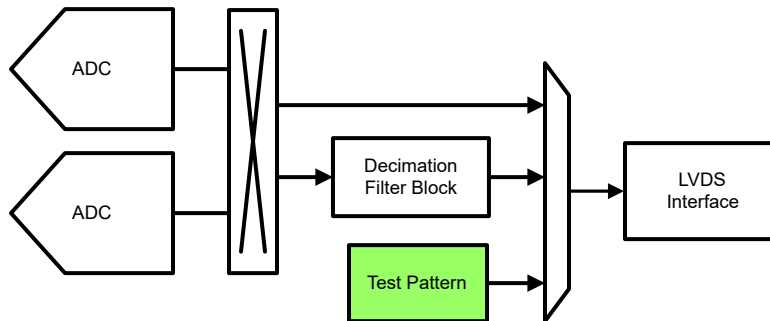 ADC
ADC
Decimation
Filter Block
Test Pattern
LVDS
Interface